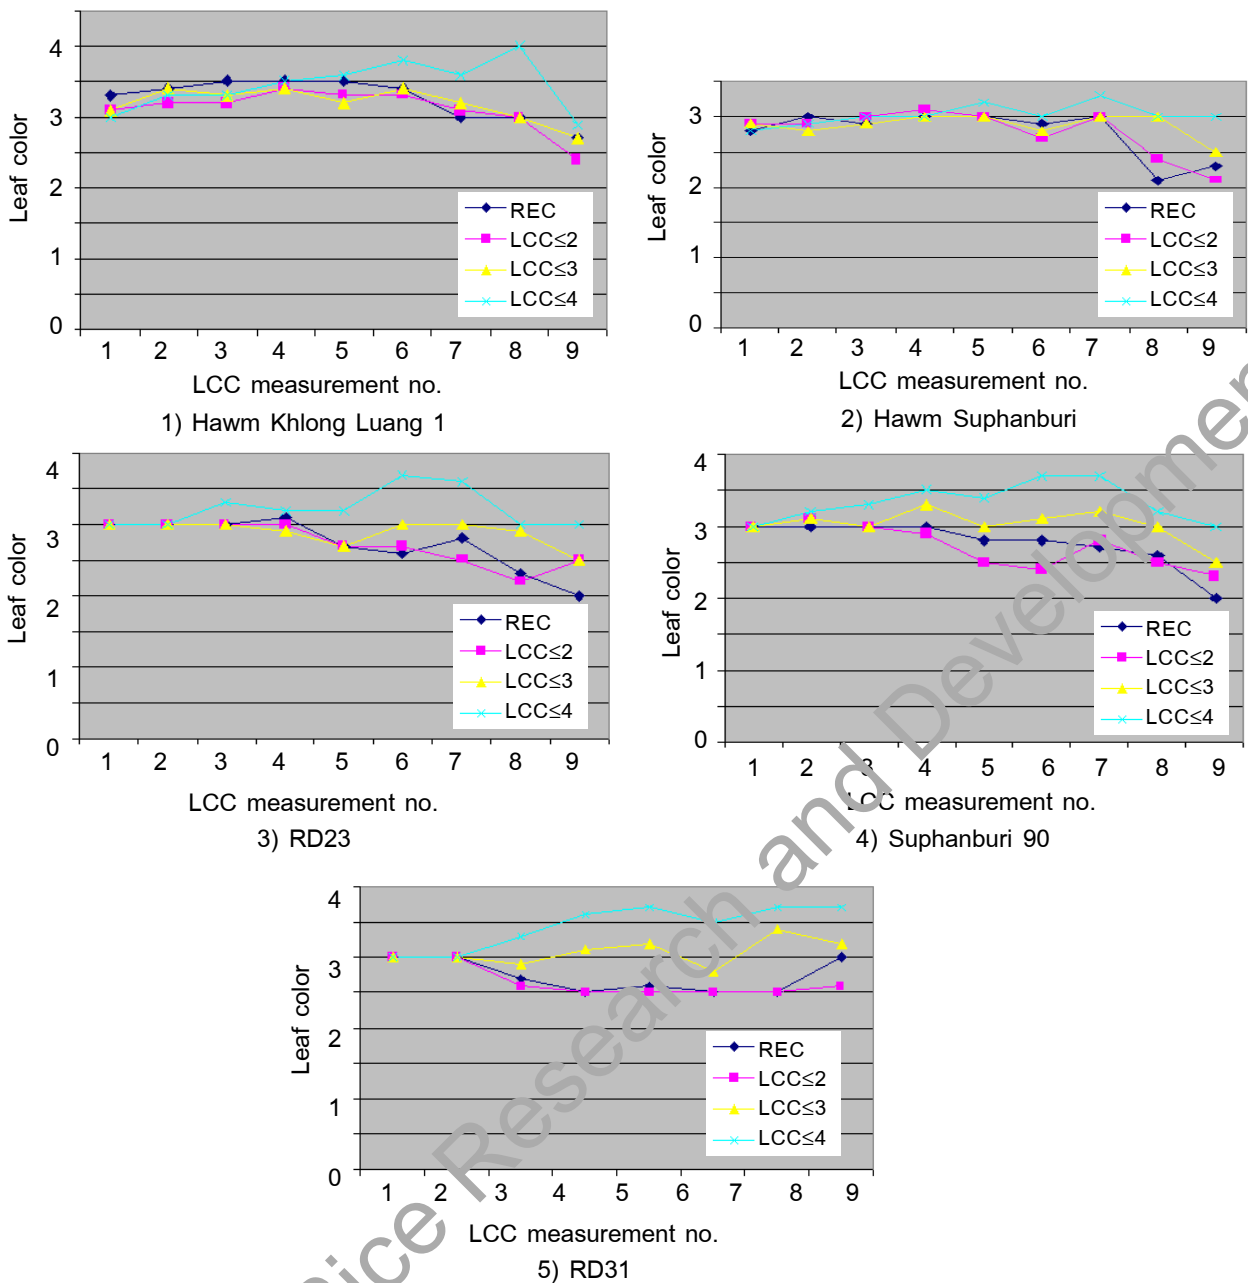 4
3
2
1
0
Leaf color
REC
LCC≤2
LCC≤3
LCC≤4
1 2 3 4 5 6 7 8 9
LCC measurement no.
1) Hawm Khlong Luang 1
3
2
1
0
Leaf color
REC
LCC≤2
LCC≤3
LCC≤4
1 2 3 4 5 6 7 8 9
LCC measurement no.
2) Hawm Suphanburi
4
3
2
1
0
Leaf color
REC
LCC≤2
LCC≤3
LCC≤4
1 2 3 4 5 6 7 8 9
LCC measurement no.
3) RD23
4
3
2
1
0
Leaf color
REC
LCC≤2
LCC≤3
LCC≤4
1 2 3 4 5 6 7 8 9
LCC measurement no.
4) Suphanburi 90
4
3
2
1
0
Leaf color
REC
LCC≤2
LCC≤3
LCC≤4
1 2 3 4 5 6 7 8 9
LCC measurement no.
5) RD31
Rice Research and Development